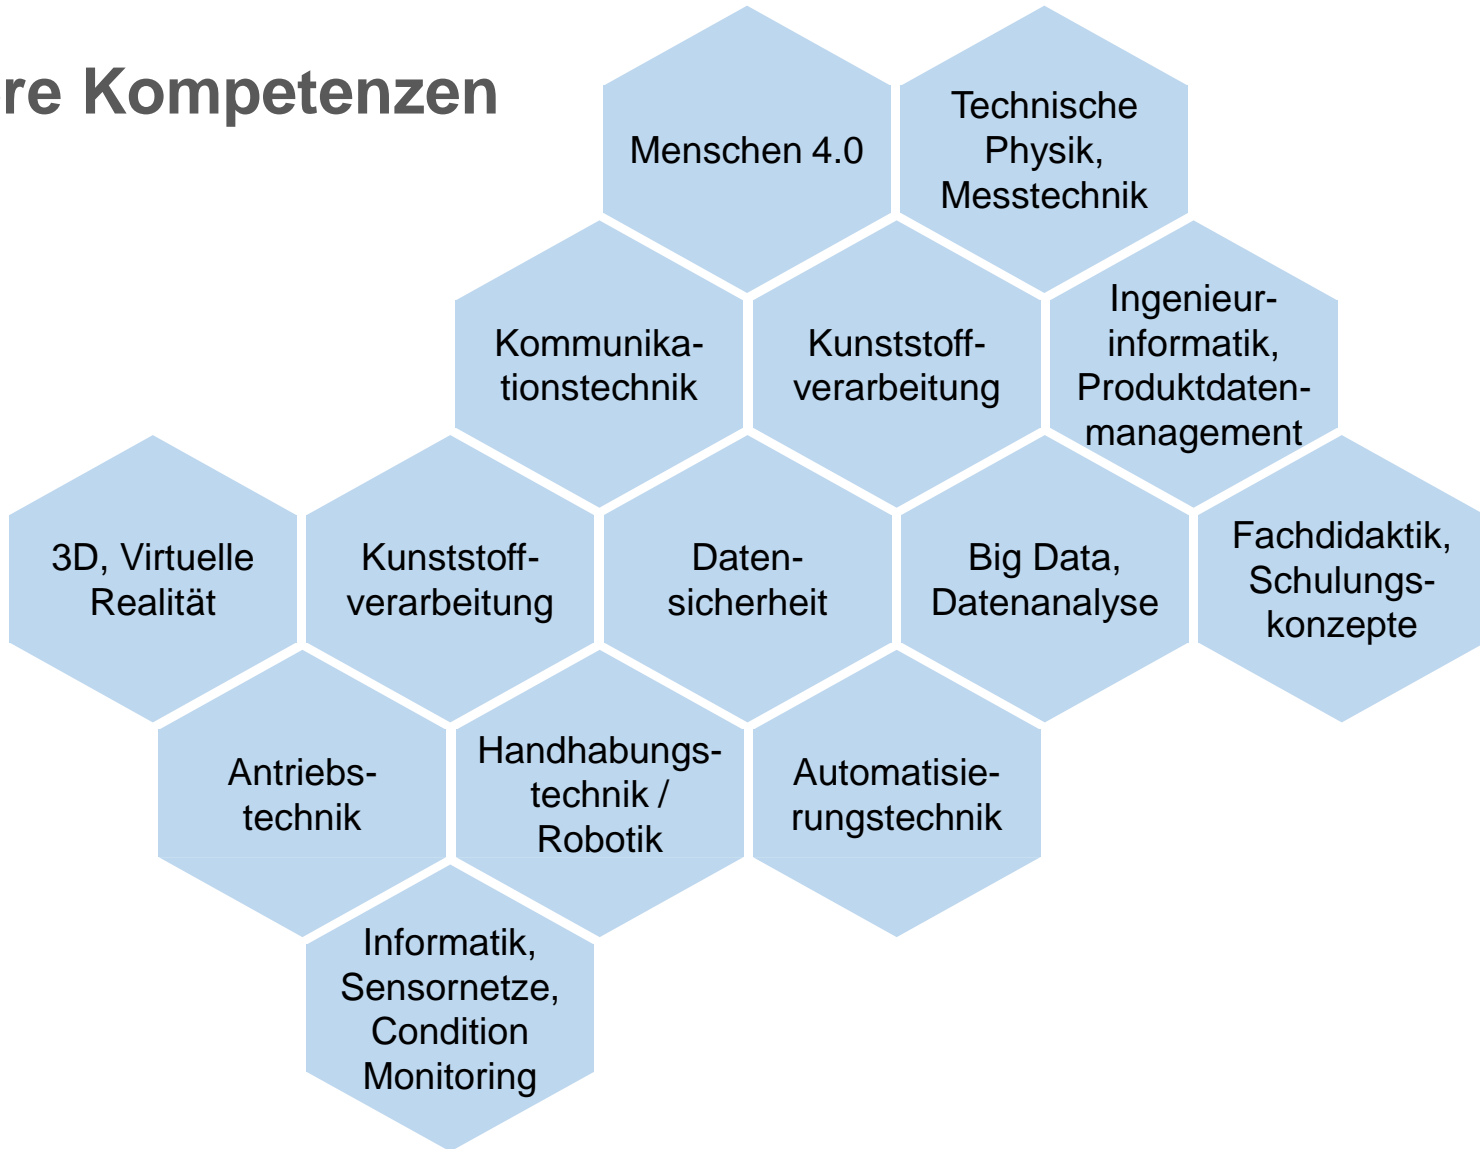 re Kompetenzen
Menschen 4.0
Technische
Physik,
Messtechnik
Kommunika-
tionstechnik
Kunststoff-
verarbeitung
Ingenieur-
informatik,
Produktdaten-
management
3D, Virtuelle
Realität
Kunststoff-
verarbeitung
Daten-
sicherheit
Big Data,
Datenanalyse
Fachdidaktik,
Schulungs-
konzepte
Antriebs-
technik
Handhabungs-
technik /
Robotik
Automatisie-
rungstechnik
Informatik,
Sensornetze,
Condition
Monitoring